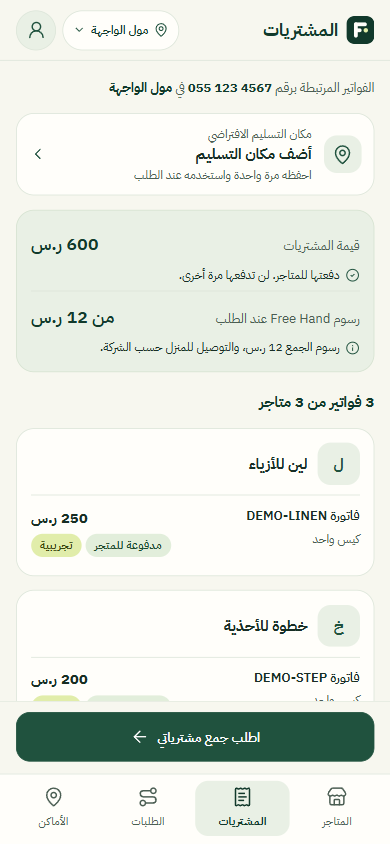 المشتريات
مول الواجهة
الفواتير المرتبطة برقم 4567 123 055 في مول الواجهة
مكان التسليم الافتراضي
أضف مكان التسليم
احفظه مرة واحدة واستخدمه عند الطلب
قيمة المشتريات
600 ر.س
دفعتها للمتاجر. لن تدفعها مرة أخرى.
رسوم Free Hand عند الطلب
من 12 ر.س
رسوم الجمع 12 ر.س، والتوصيل للمنزل حسب الشركة.
3 فواتير من 3 متاجر
ل
لين للأزياء
فاتورة DEMO-LINEN
250 ر.س
كيس واحد
مدفوعة للمتجر
تجريبية
خ
خطوة للأحذية
فاتورة DEMO-STEP
200 ر.س
كيس واحد
اطلب جمع مشترياتي
المتاجر
المشتريات
الطلبات
الأماكن